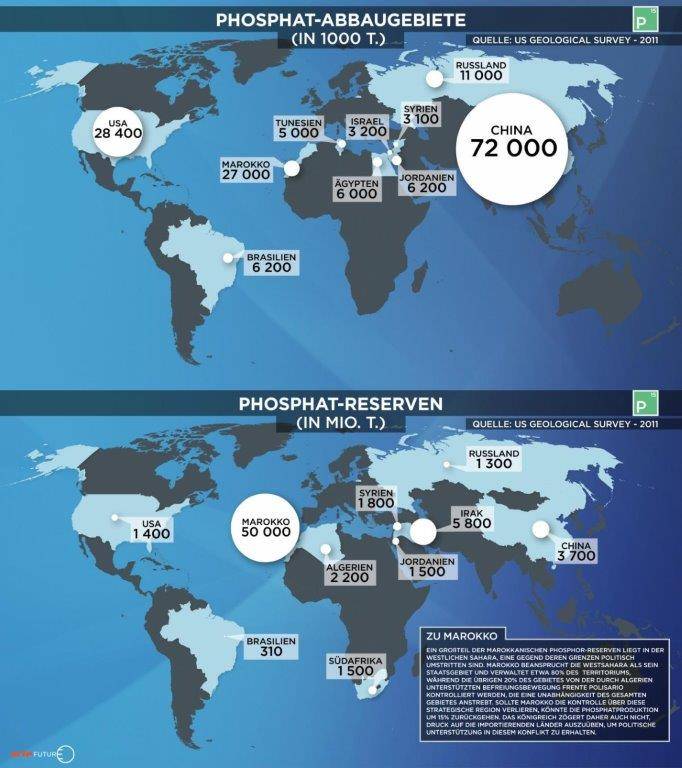 PHOSPHAT-ABBAUGEBIETE
(IN 1000 T.)
P
15
QUELLE: US GEOLOGICAL SURVEY - 2011
RUSSLAND
11 000
USA
28 400
TUNESIEN
5 000
ISRAEL
3 200
SYRIEN
3 100
CHINA
72 000
MAROKKO
27 000
ÄGYPTEN
6 000
JORDANIEN
6 200
BRASILIEN
6 200
PHOSPHAT-RESERVEN
(IN MIO. T.)
P
15
QUELLE: US GEOLOGICAL SURVEY - 2011
RUSSLAND
1 300
SYRIEN
1 800
USA
1 400
MAROKKO
50 000
IRAK
5 800
CHINA
3 700
ALGERIEN
2 200
JORDANIEN
1 500
BRASILIEN
310
SÜDAFRIKA
1 500
ZU MAROKKO
EIN GRORTEIL DER MAROKKANISCHEN PHOSPHOR-RESERVEN LIEGT IN DER
WESTLICHEN SAHARA, EINE GEGEND DEREN GRENZEN POLITISCH
UMSTRITTEN SIND. MAROKKO BEANSPRUCHT DIE WESTSAHARA ALS SEIN
STAATSGEBIET UND VERWALTET ETWA 80% DES TERRITORIUMS,
WÄHREND DIE ÜBRIGEN 20% DES GEBIETES VON DER DURCH ALGERIEN
UNTERSTÜTZTEN BEFREIUNGSBEWEGUNG FRENTE POLISARIO
KONTROLLIERT WERDEN, DIE EINE UNABHÄNGIGKEIT DES GESAMTEN
GEBIETES ANSTREBT. SOLLTE MAROKKO DIE KONTROLLE ÜBER DIESE
STRATEGISCHE REGION VERLIEREN, KÖNNTE DIE PHOSPHATPRODUKTION
UM 15% ZURÜCKGEHEN. DAS KÖNIGREICH ZÖGERT DAHER AUCH NICHT,
DRUCK AUF DIE IMPORTIERENDEN LÄNDER AUSZUÜBEN, UM POLITISCHE
UNTERSTÜTZUNG IN DIESEM KONFLIKT ZU ERHALTEN.
FUTURE